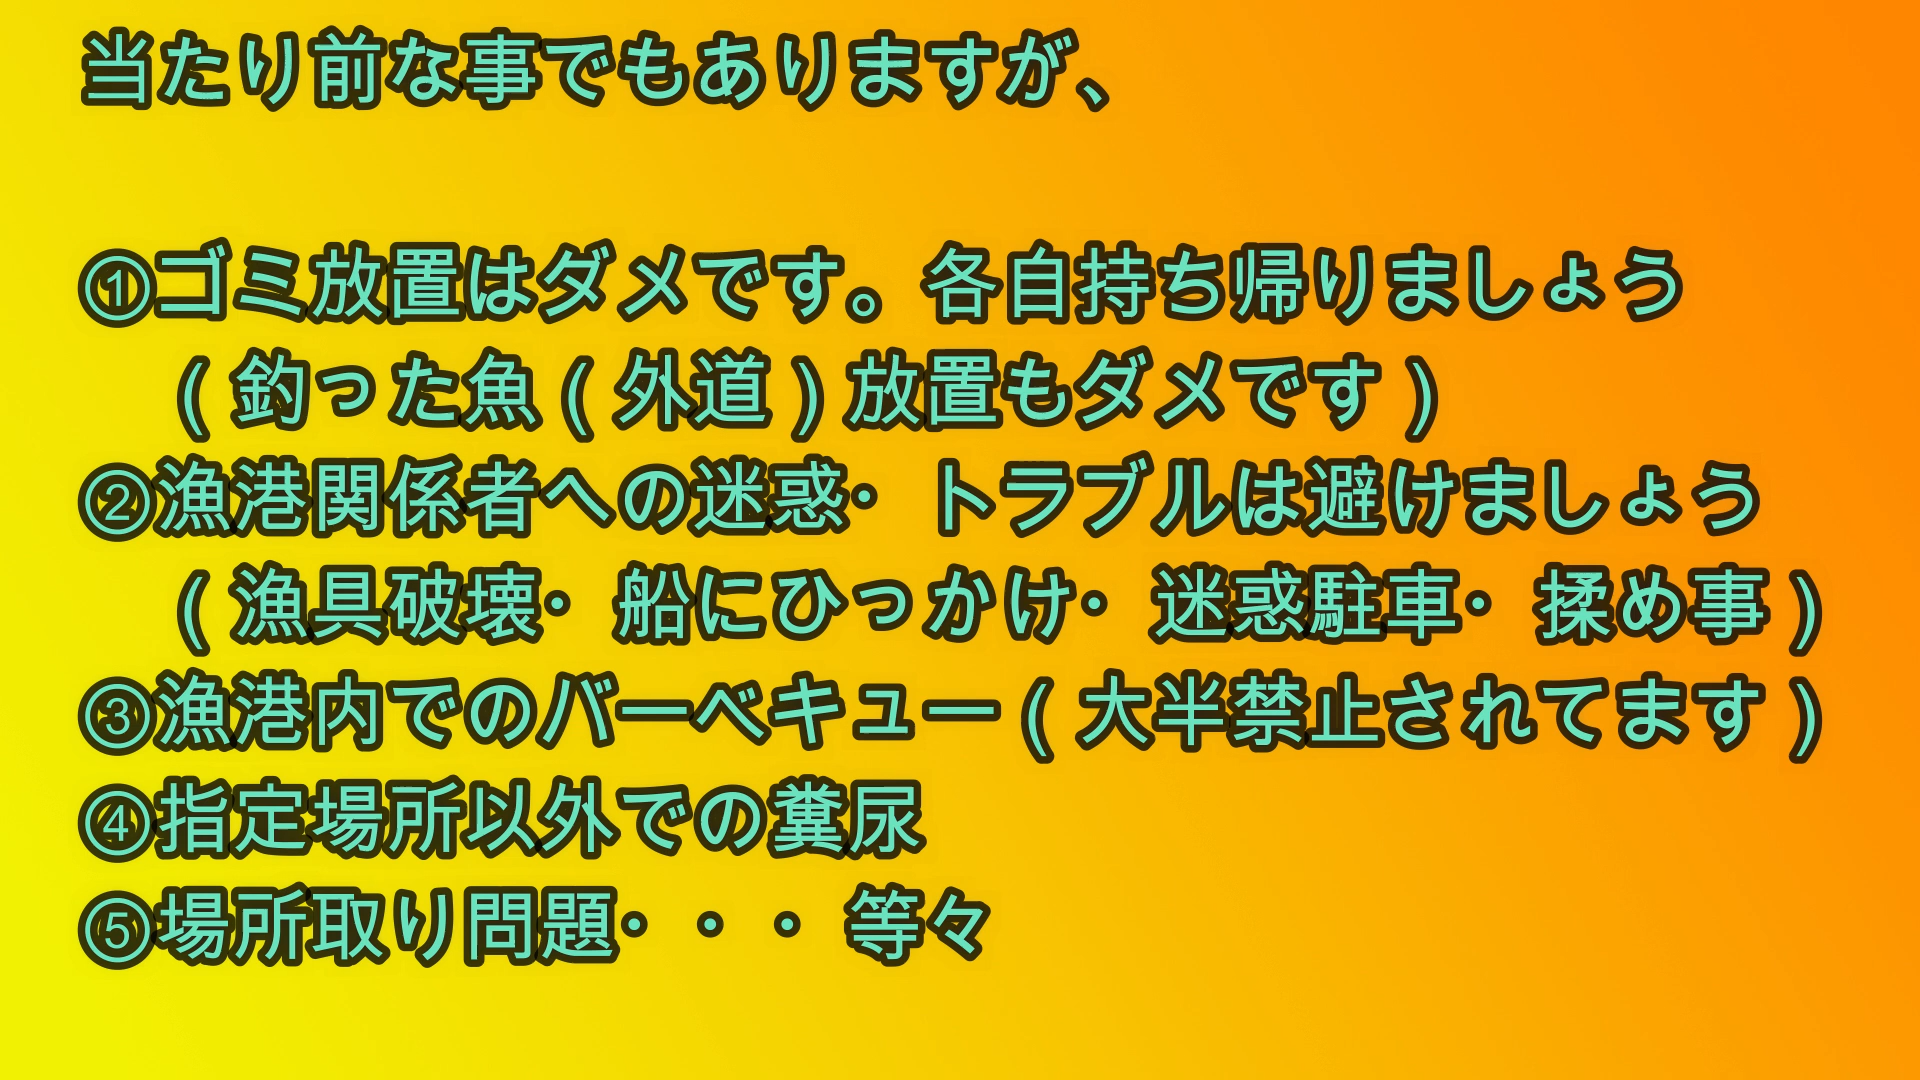 当たり前な事でもありますが、
①ゴミ放置はダメです。各自持ち帰りましょう
(釣った魚(外道)放置もダメです)
②漁港関係者への迷惑・トラブルは避けましょう
(漁具破壊・船にひっかけ・迷惑駐車・揉め事)
③漁港内でのバーベキュー(大半禁止されてます)
④指定場所以外での糞尿
⑤場所取り問題・・・等々